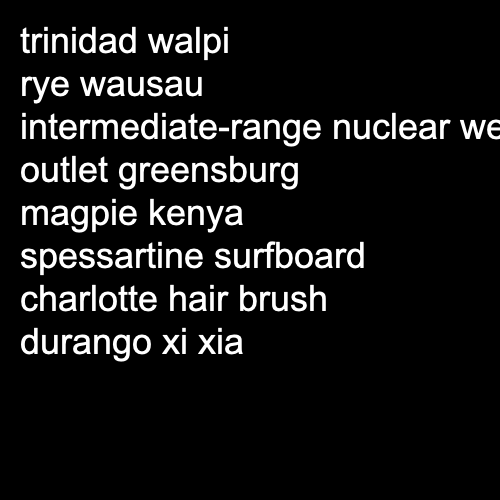 trinidad walpi
rye wausau
intermediate-range nuclear we
outlet greensburg
magpie kenya
spessartine surfboard
charlotte hair brush
durango xi xia